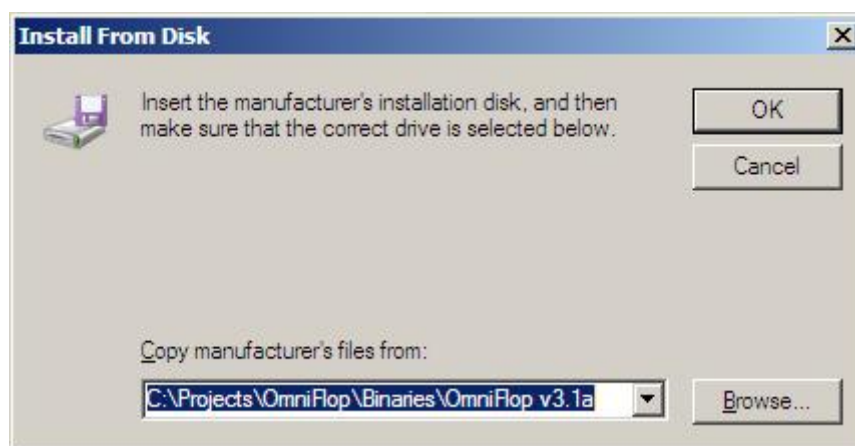 Install From Disk
Insert the manufacturer's installation disk, and then
make sure that the correct drive is selected below.
OK
Cancel
Copy manufacturer's files from:
C:\Projects\OmniFlop\Binaries\OmniFlop v3.1a
Browse...